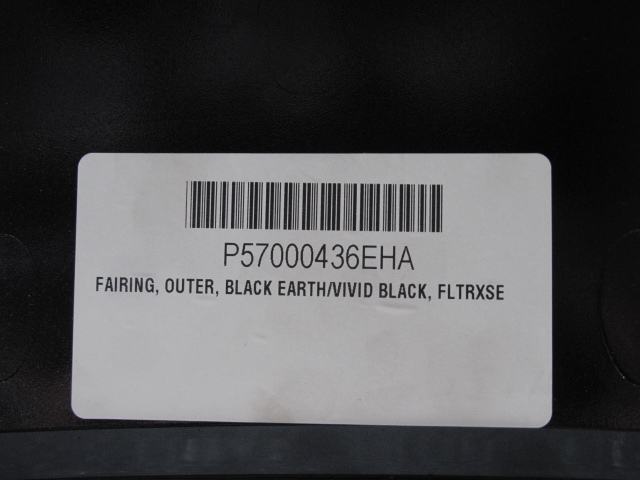 P57000436EHA
FAIRING, OUTER, BLACK EARTH/VIVID BLACK, FLTRXSE